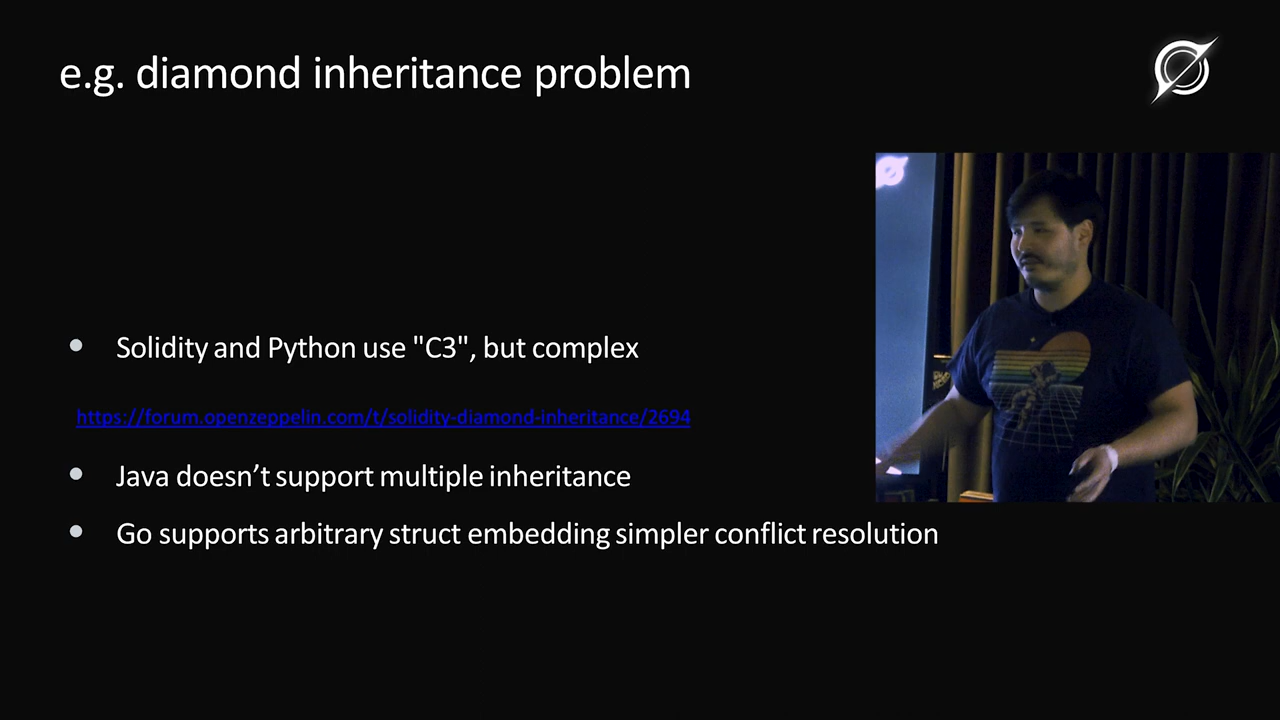 e.g. diamond inheritance problem
Solidity and Python use "C3", but complex
https://forum.openzeppelin.com/t/solidity-diamond-inheritance/2694
Java doesn’t support multiple inheritance
Go supports arbitrary struct embedding simpler conflict resolution